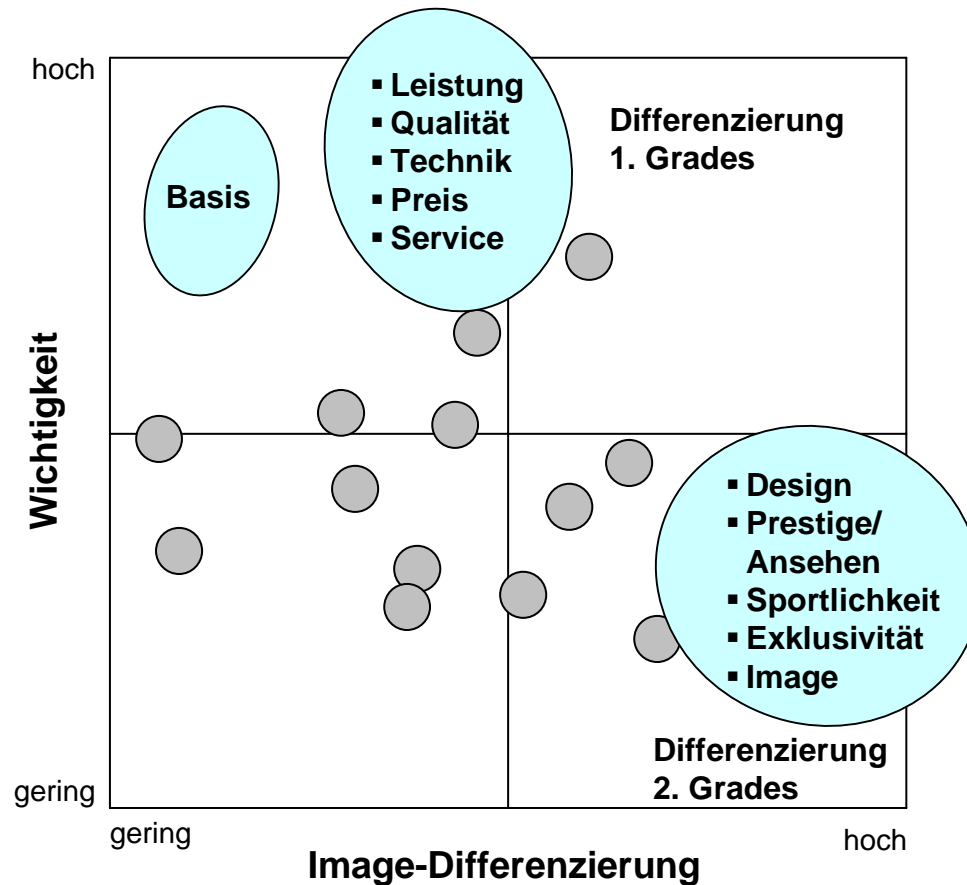 hoch
▪ Leistung
▪ Qualität
▪ Technik
▪ Preis
▪ Service
Differenzierung
1. Grades
Basis
Wichtigkeit
▪ Design
▪ Prestige/
Ansehen
▪ Sportlichkeit
▪ Exklusivität
▪ Image
Differenzierung
2. Grades
gering
gering
hoch
Image-Differenzierung